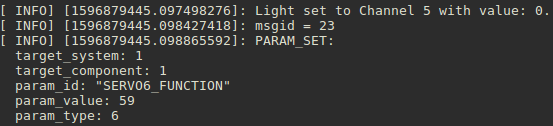 [ INFO] [1596879445.097498276]: Light set to Channel 5 with value: 0.
[ INFO] [1596879445.098427418]: msgid = 23
[ INFO] [1596879445.098865592]: PARAM_SET:
  target_system: 1
  target_component: 1
  param_id: "SERVO6_FUNCTION"
  param_value: 59
  param_type: 6